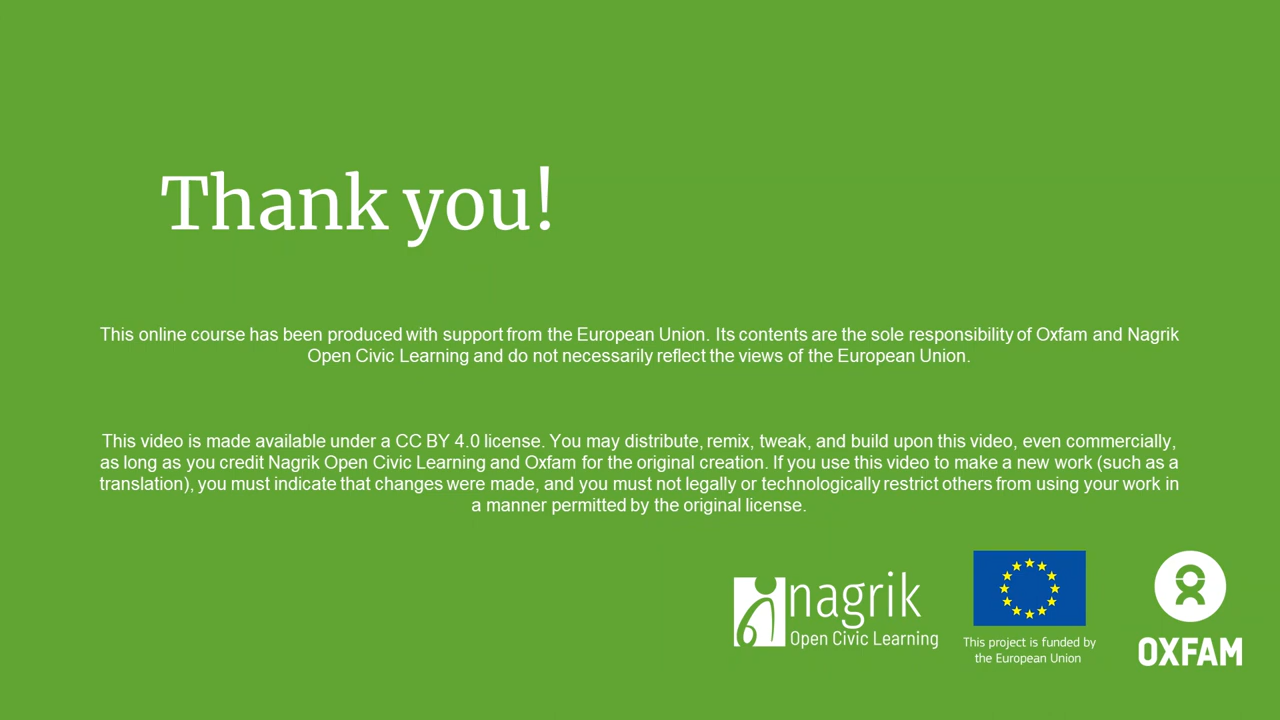 Thank you!
This online course has been produced with support from the European Union. Its contents are the sole responsibility of Oxfam and Nagrik
Open Civic Learning and do not necessarily reflect the views of the European Union.
This video is made available under a CC BY 4.0 license. You may distribute, remix, tweak, and build upon this video, even commercially,
as long as you credit Nagrik Open Civic Learning and Oxfam for the original creation. If you use this video to make a new work (such as a
translation), you must indicate that changes were made, and you must not legally or technologically restrict others from using your work in
a manner permitted by the original license.
nagrik
Open Civic Learning
This project is funded by
the European Union
OXFAM